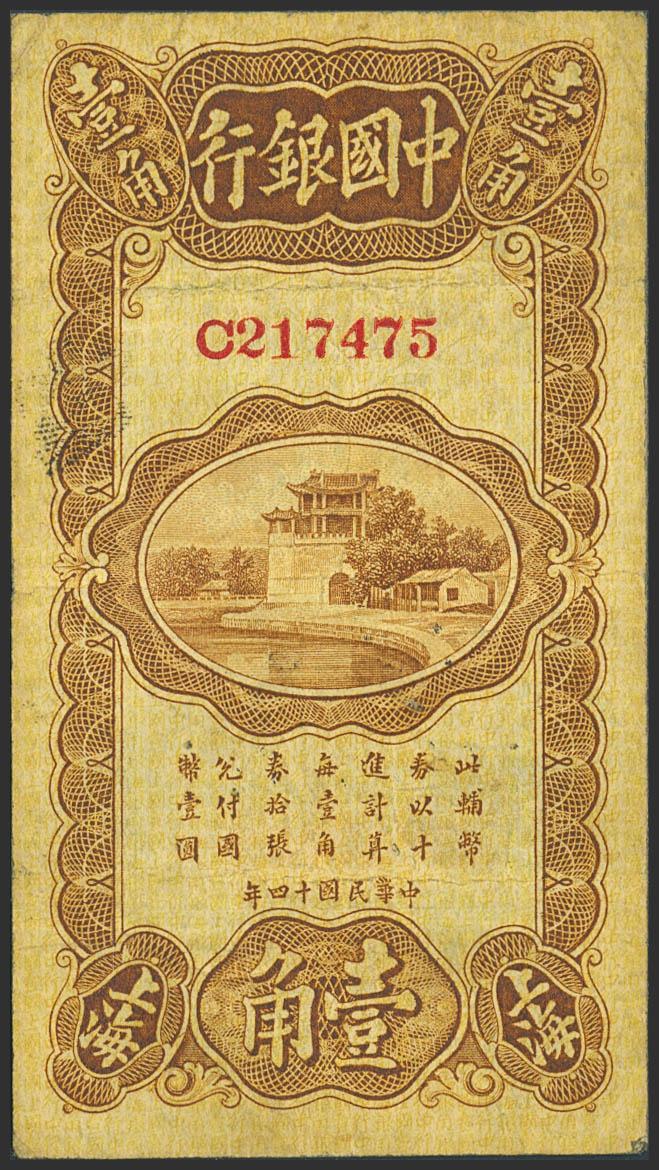 壹角
中國銀行
壹角
C217475
此輔幣
券以十
進計算
每壹角
券拾張
兌付國
幣壹圓
中華民國十四年
上海
壹角
上海